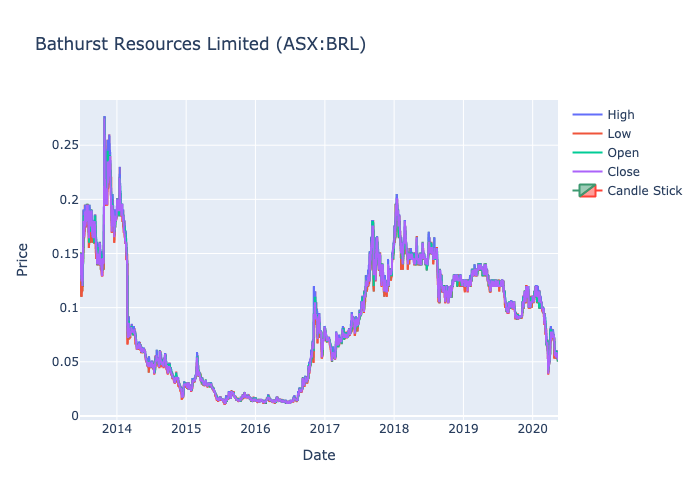 Bathurst Resources Limited (ASX:BRL)
High
Low
Open
Close
Candle Stick
0.25
0.2
0.15
0.1
0.05
0
Price
2014 2015 2016 2017 2018 2019 2020
Date